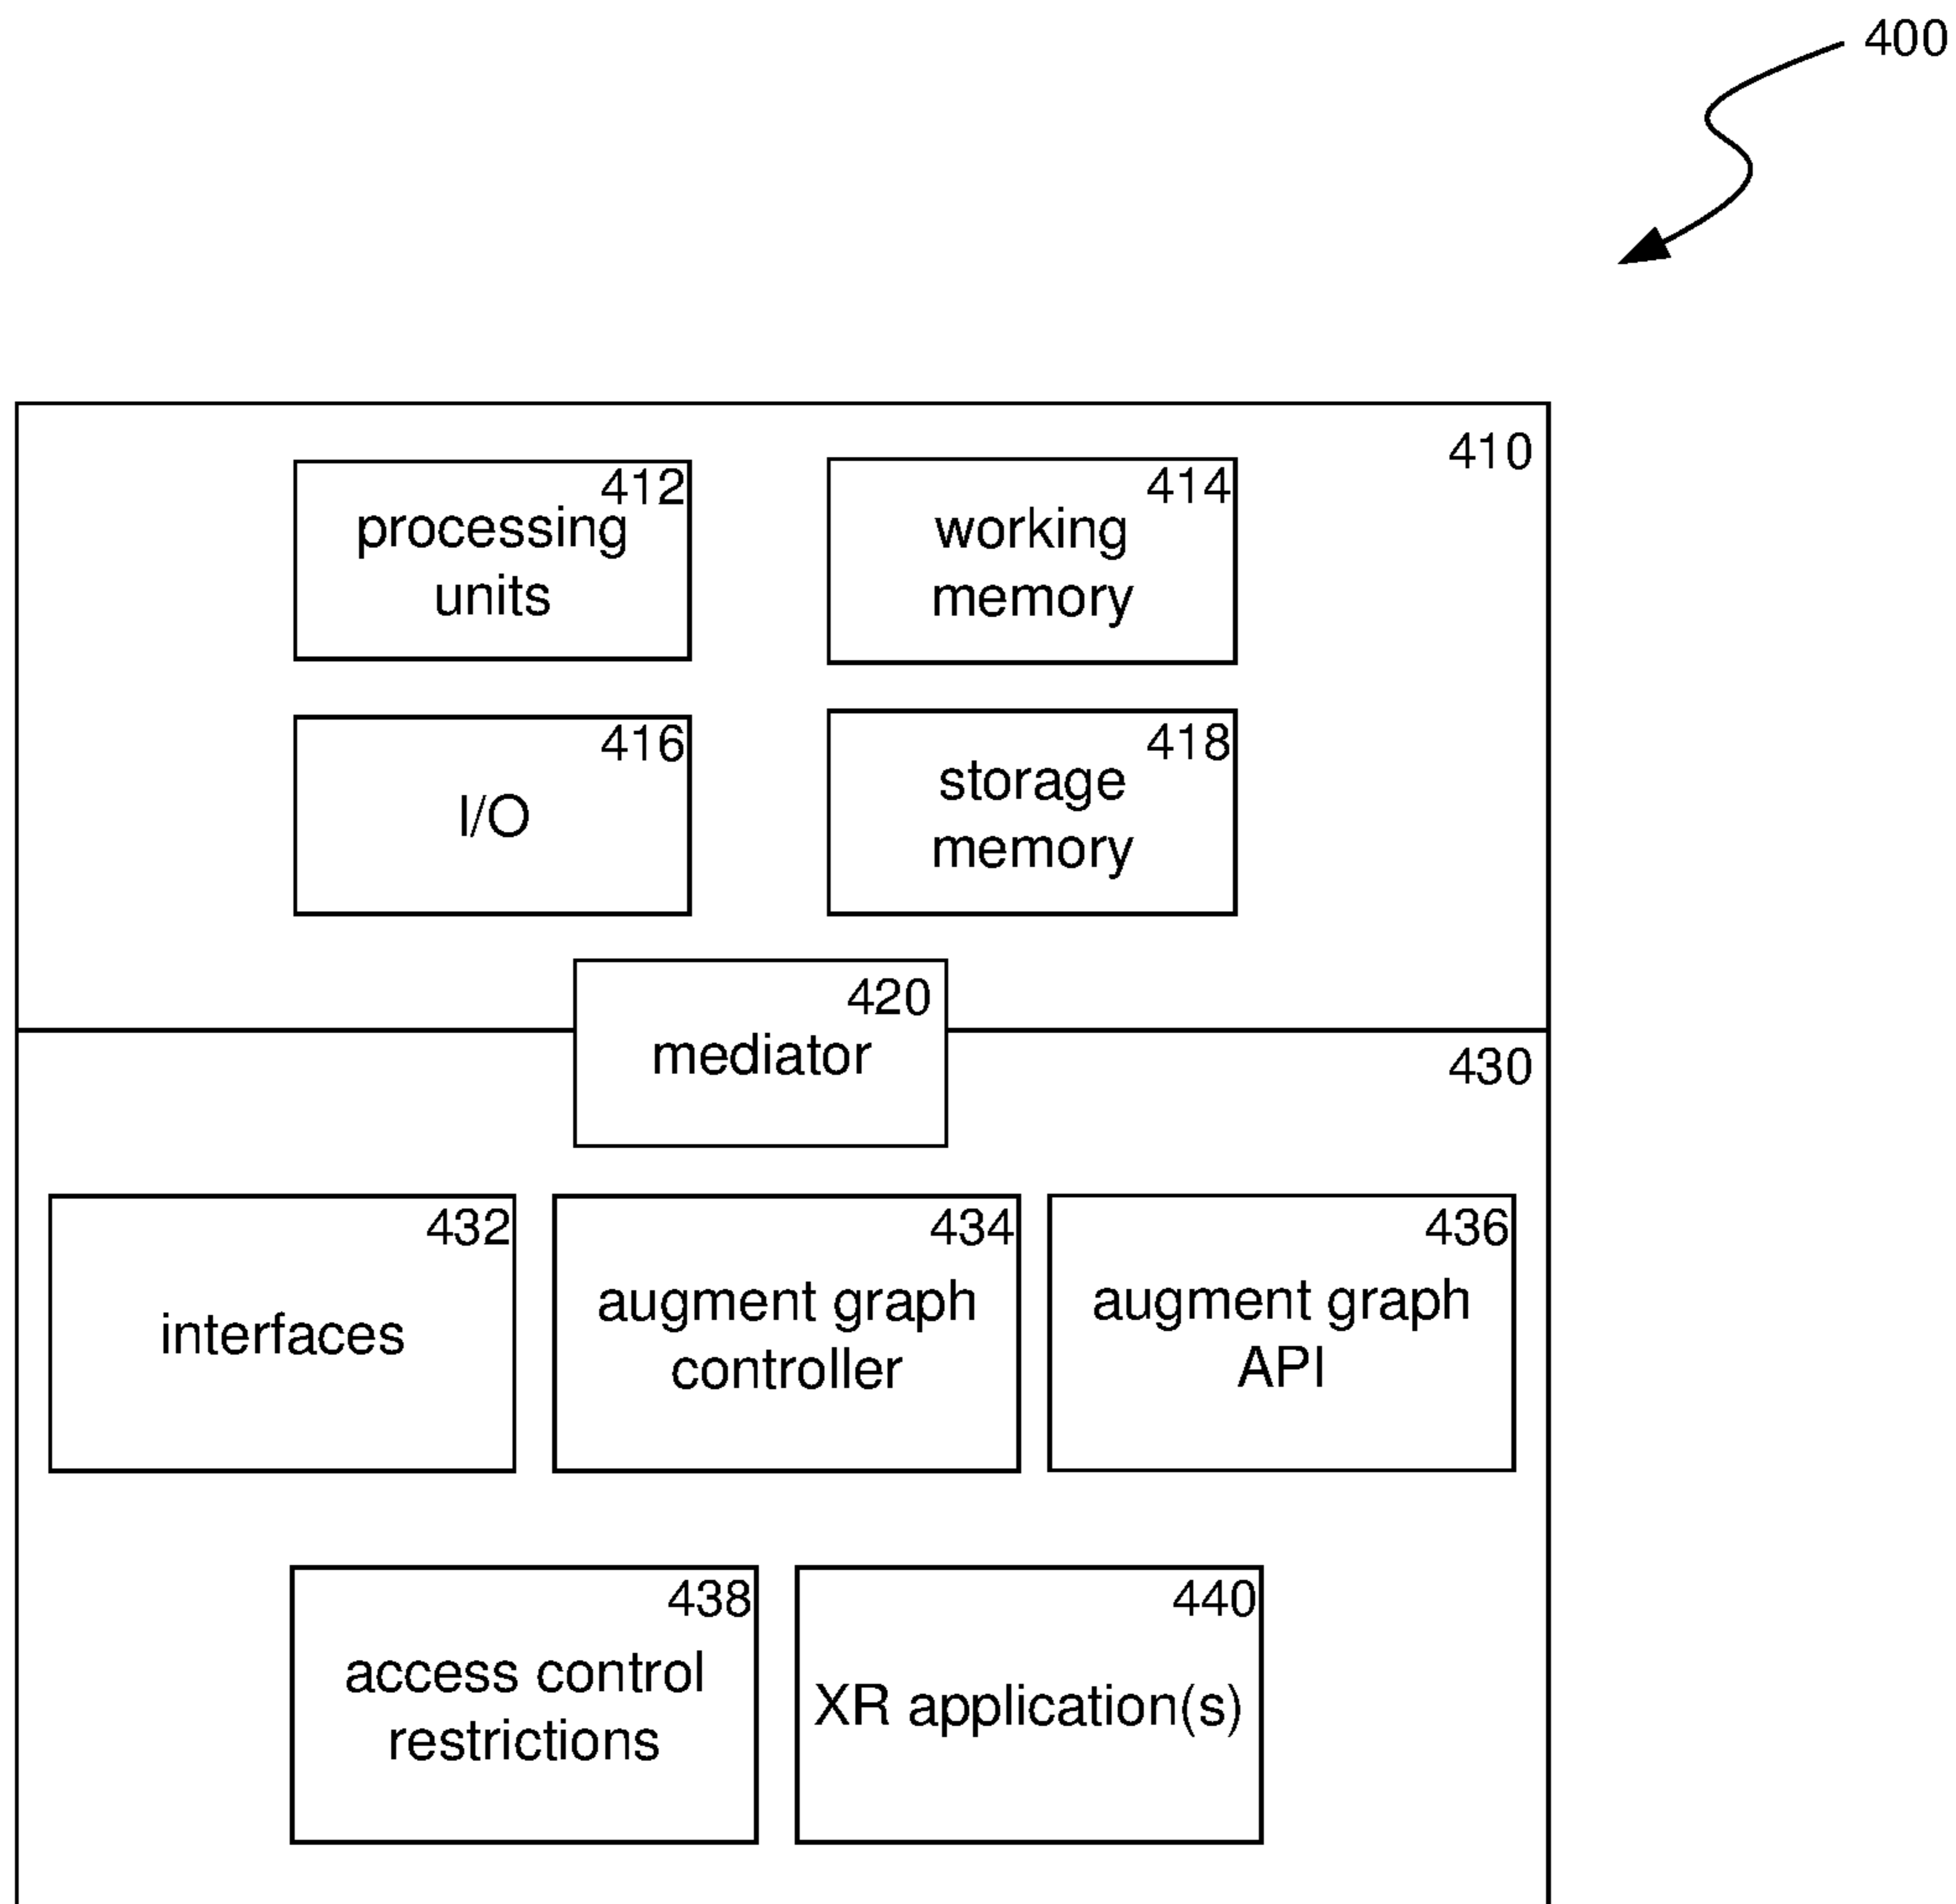 400
410
412
processing
units
414
working
memory
416
I/O
418
storage
memory
420
mediator
430
432
interfaces
434
augment graph
controller
436
augment graph
API
438
access control
restrictions
440
XR application(s)